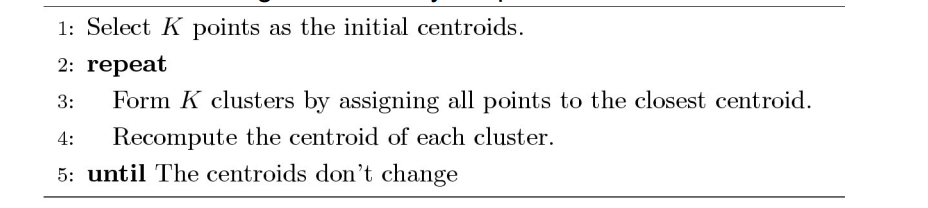 1: Select K points as the initial centroids.
2: repeat
3: Form K clusters by assigning all points to the closest centroid.
4: Recompute the centroid of each cluster.
5: until The centroids don't change